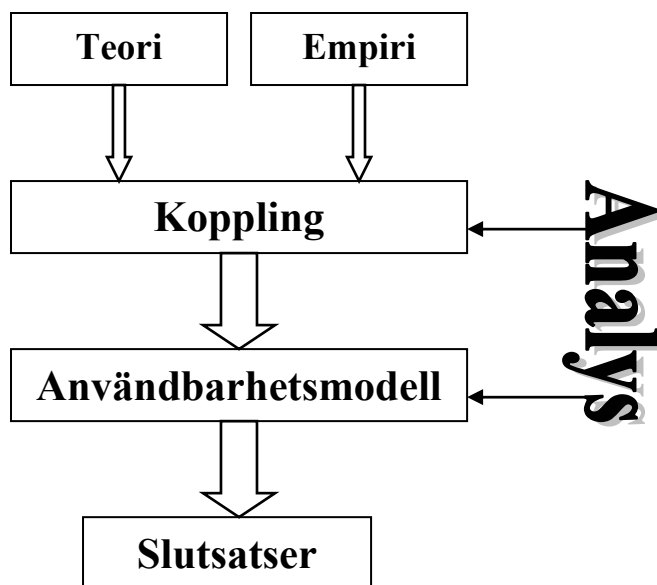 Teori
Empiri
Koppling
Analys
Användbarhetsmodell
Slutsatser